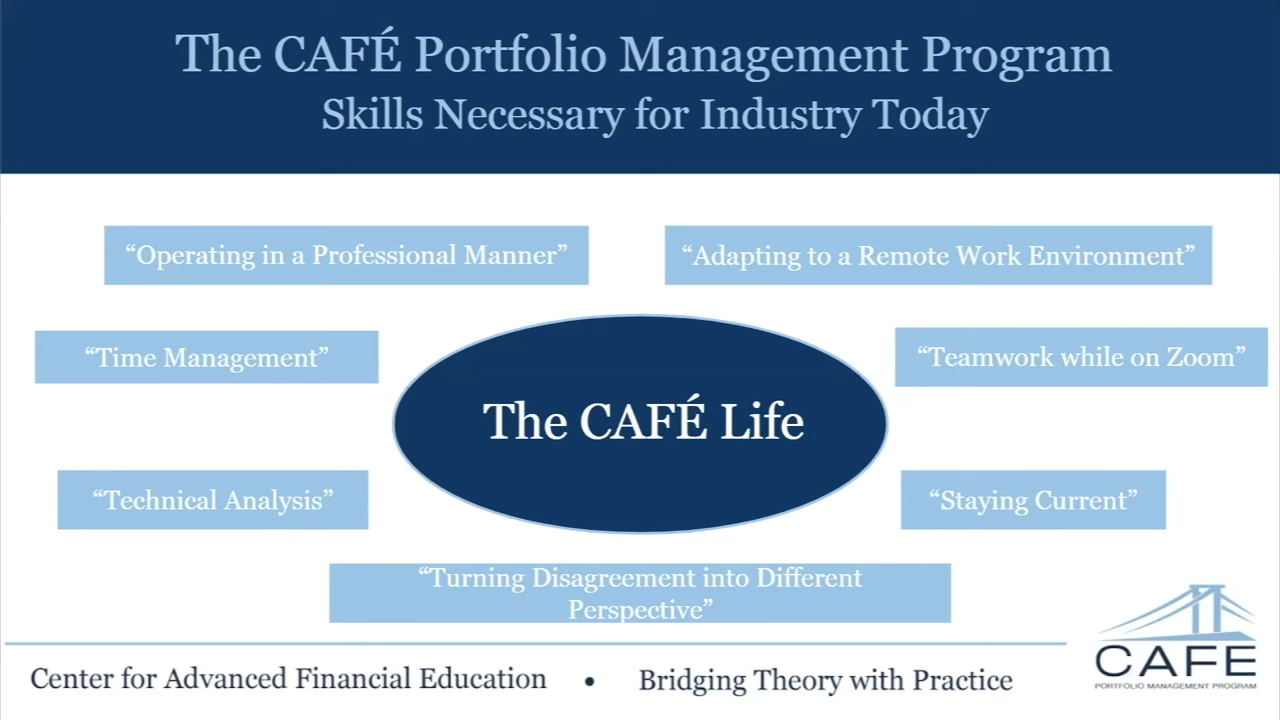 The CAFÉ Portfolio Management Program
Skills Necessary for Industry Today
“Operating in a Professional Manner”
“Adapting to a Remote Work Environment”
“Time Management”
“Teamwork while on Zoom”
The CAFÉ Life
“Technical Analysis”
“Staying Current”
“Turning Disagreement into Different
Perspective”
Center for Advanced Financial Education • Bridging Theory with Practice
CAFE
PORTFOLIO MANAGEMENT PROGRAM